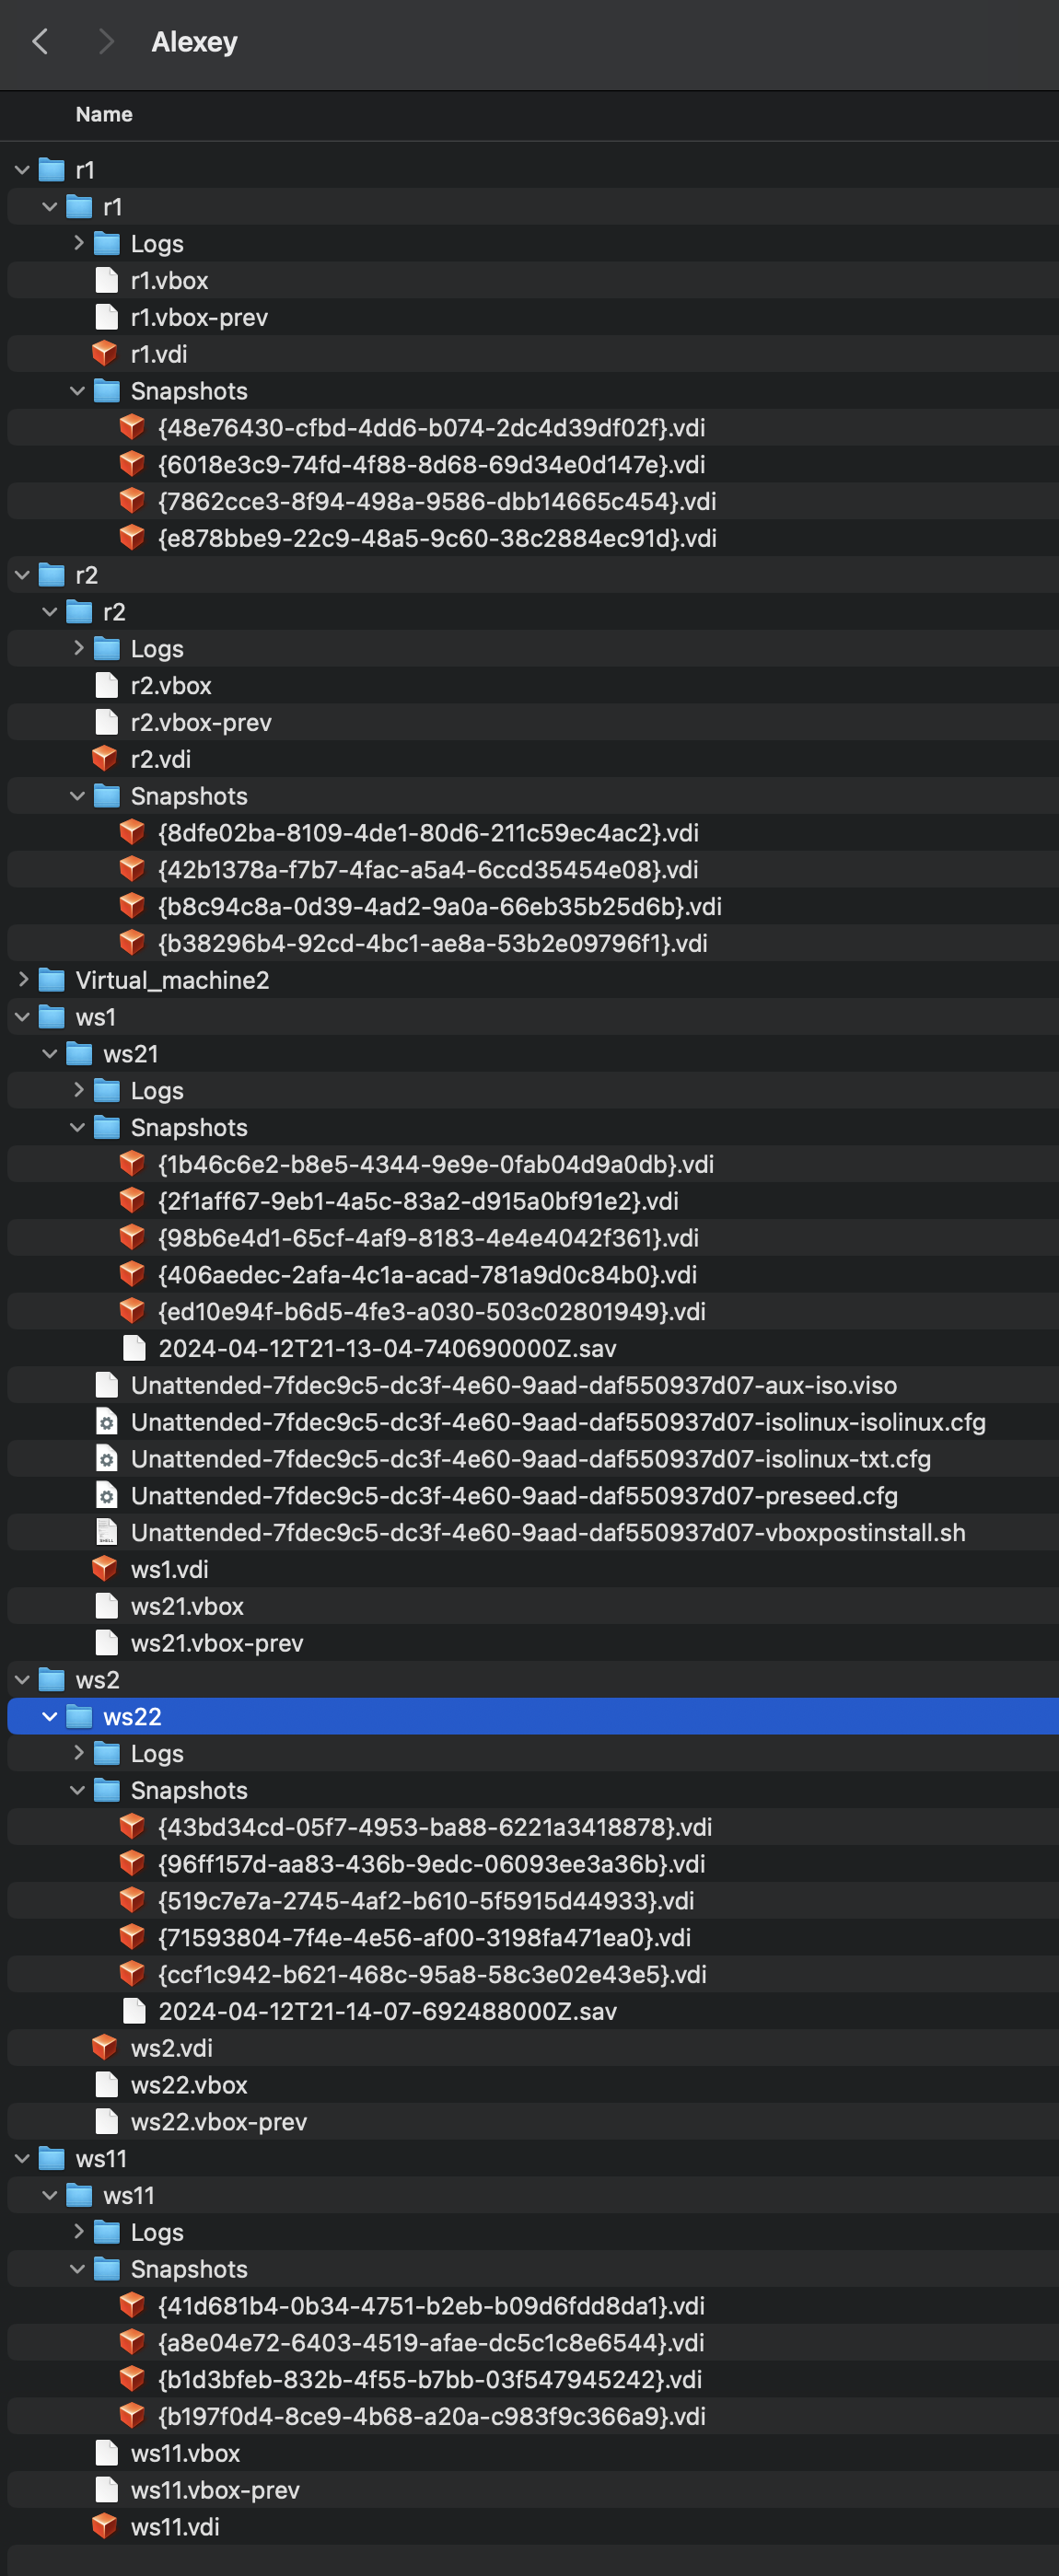 Alexey
Name
r1
r1
Logs
r1.vbox
r1.vbox-prev
r1.vdi
Snapshots
{48e76430-cfbd-4dd6-b074-2dc4d39df02f}.vdi
{6018e3c9-74fd-4f88-8d68-69d34e0d147e}.vdi
{7862cce3-8f94-498a-9586-dbb14665c454}.vdi
{e878bbe9-22c9-48a5-9c60-38c2884ec91d}.vdi
r2
r2
Logs
r2.vbox
r2.vbox-prev
r2.vdi
Snapshots
{8dfe02ba-8109-4de1-80d6-211c59ec4ac2}.vdi
{42b1378a-f7b7-4fac-a5a4-6ccd35454e08}.vdi
{b8c94c8a-0d39-4ad2-9a0a-66eb35b25d6b}.vdi
{b38296b4-92cd-4bc1-ae8a-53b2e09796f1}.vdi
Virtual_machine2
ws1
ws21
Logs
Snapshots
{1b46c6e2-b8e5-4344-9e9e-0fab04d9a0db}.vdi
{2f1aff67-9eb1-4a5c-83a2-d915a0bf91e2}.vdi
{98b6e4d1-65cf-4af9-8183-4e4e4042f361}.vdi
{406aedec-2afa-4c1a-acad-781a9d0c84b0}.vdi
{ed10e94f-b6d5-4fe3-a030-503c02801949}.vdi
2024-04-12T21-13-04-740690000Z.sav
Unattended-7fdec9c5-dc3f-4e60-9aad-daf550937d07-aux-iso.viso
Unattended-7fdec9c5-dc3f-4e60-9aad-daf550937d07-isolinux-isolinux.cfg
Unattended-7fdec9c5-dc3f-4e60-9aad-daf550937d07-isolinux-txt.cfg
Unattended-7fdec9c5-dc3f-4e60-9aad-daf550937d07-preseed.cfg
Unattended-7fdec9c5-dc3f-4e60-9aad-daf550937d07-vboxpostinstall.sh
ws1.vdi
ws21.vbox
ws21.vbox-prev
ws2
ws22
Logs
Snapshots
{43bd34cd-05f7-4953-ba88-6221a3418878}.vdi
{96ff157d-aa83-436b-9edc-06093ee3a36b}.vdi
{519c7e7a-2745-4af2-b610-5f5915d44933}.vdi
{71593804-7f4e-4e56-af00-3198fa471ea0}.vdi
{ccf1c942-b621-468c-95a8-58c3e02e43e5}.vdi
2024-04-12T21-14-07-692488000Z.sav
ws2.vdi
ws22.vbox
ws22.vbox-prev
ws11
ws11
Logs
Snapshots
{41d681b4-0b34-4751-b2eb-b09d6fdd8da1}.vdi
{a8e04e72-6403-4519-afae-dc5c1c8e6544}.vdi
{b1d3bfeb-832b-4f55-b7bb-03f547945242}.vdi
{b197f0d4-8ce9-4b68-a20a-c983f9c366a9}.vdi
ws11.vbox
ws11.vbox-prev
ws11.vdi